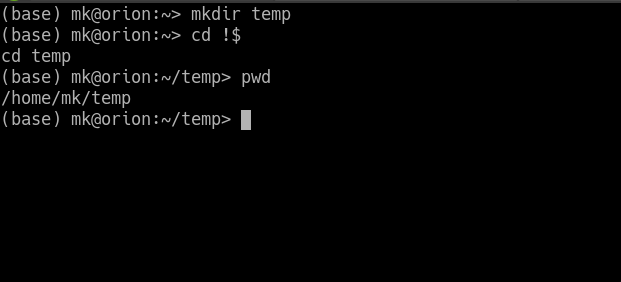 (base) mk@orion:~> mkdir temp
(base) mk@orion:~> cd !$
cd temp
(base) mk@orion:~/temp> pwd
/home/mk/temp
(base) mk@orion:~/temp>